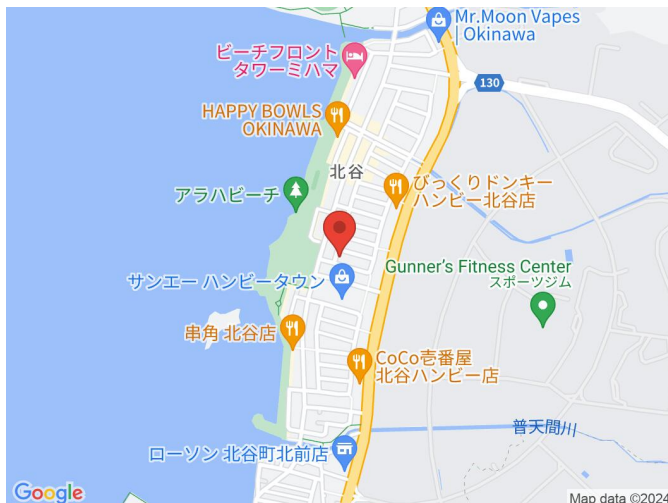 Mr.Moon Vapes
| Okinawa
ビーチフロント
タワーミハマ
130
HAPPY BOWLS
OKINAWA
北谷
びっくりドンキー
ハンビー北谷店
アラハビーチ
Gunner's Fitness Center
スポーツジム
サンエー ハンビータウン
串角 北谷店
CoCo壱番屋
北谷ハンビー店
普天間川
ローソン 北谷町北前店
Google
Map data ©2024